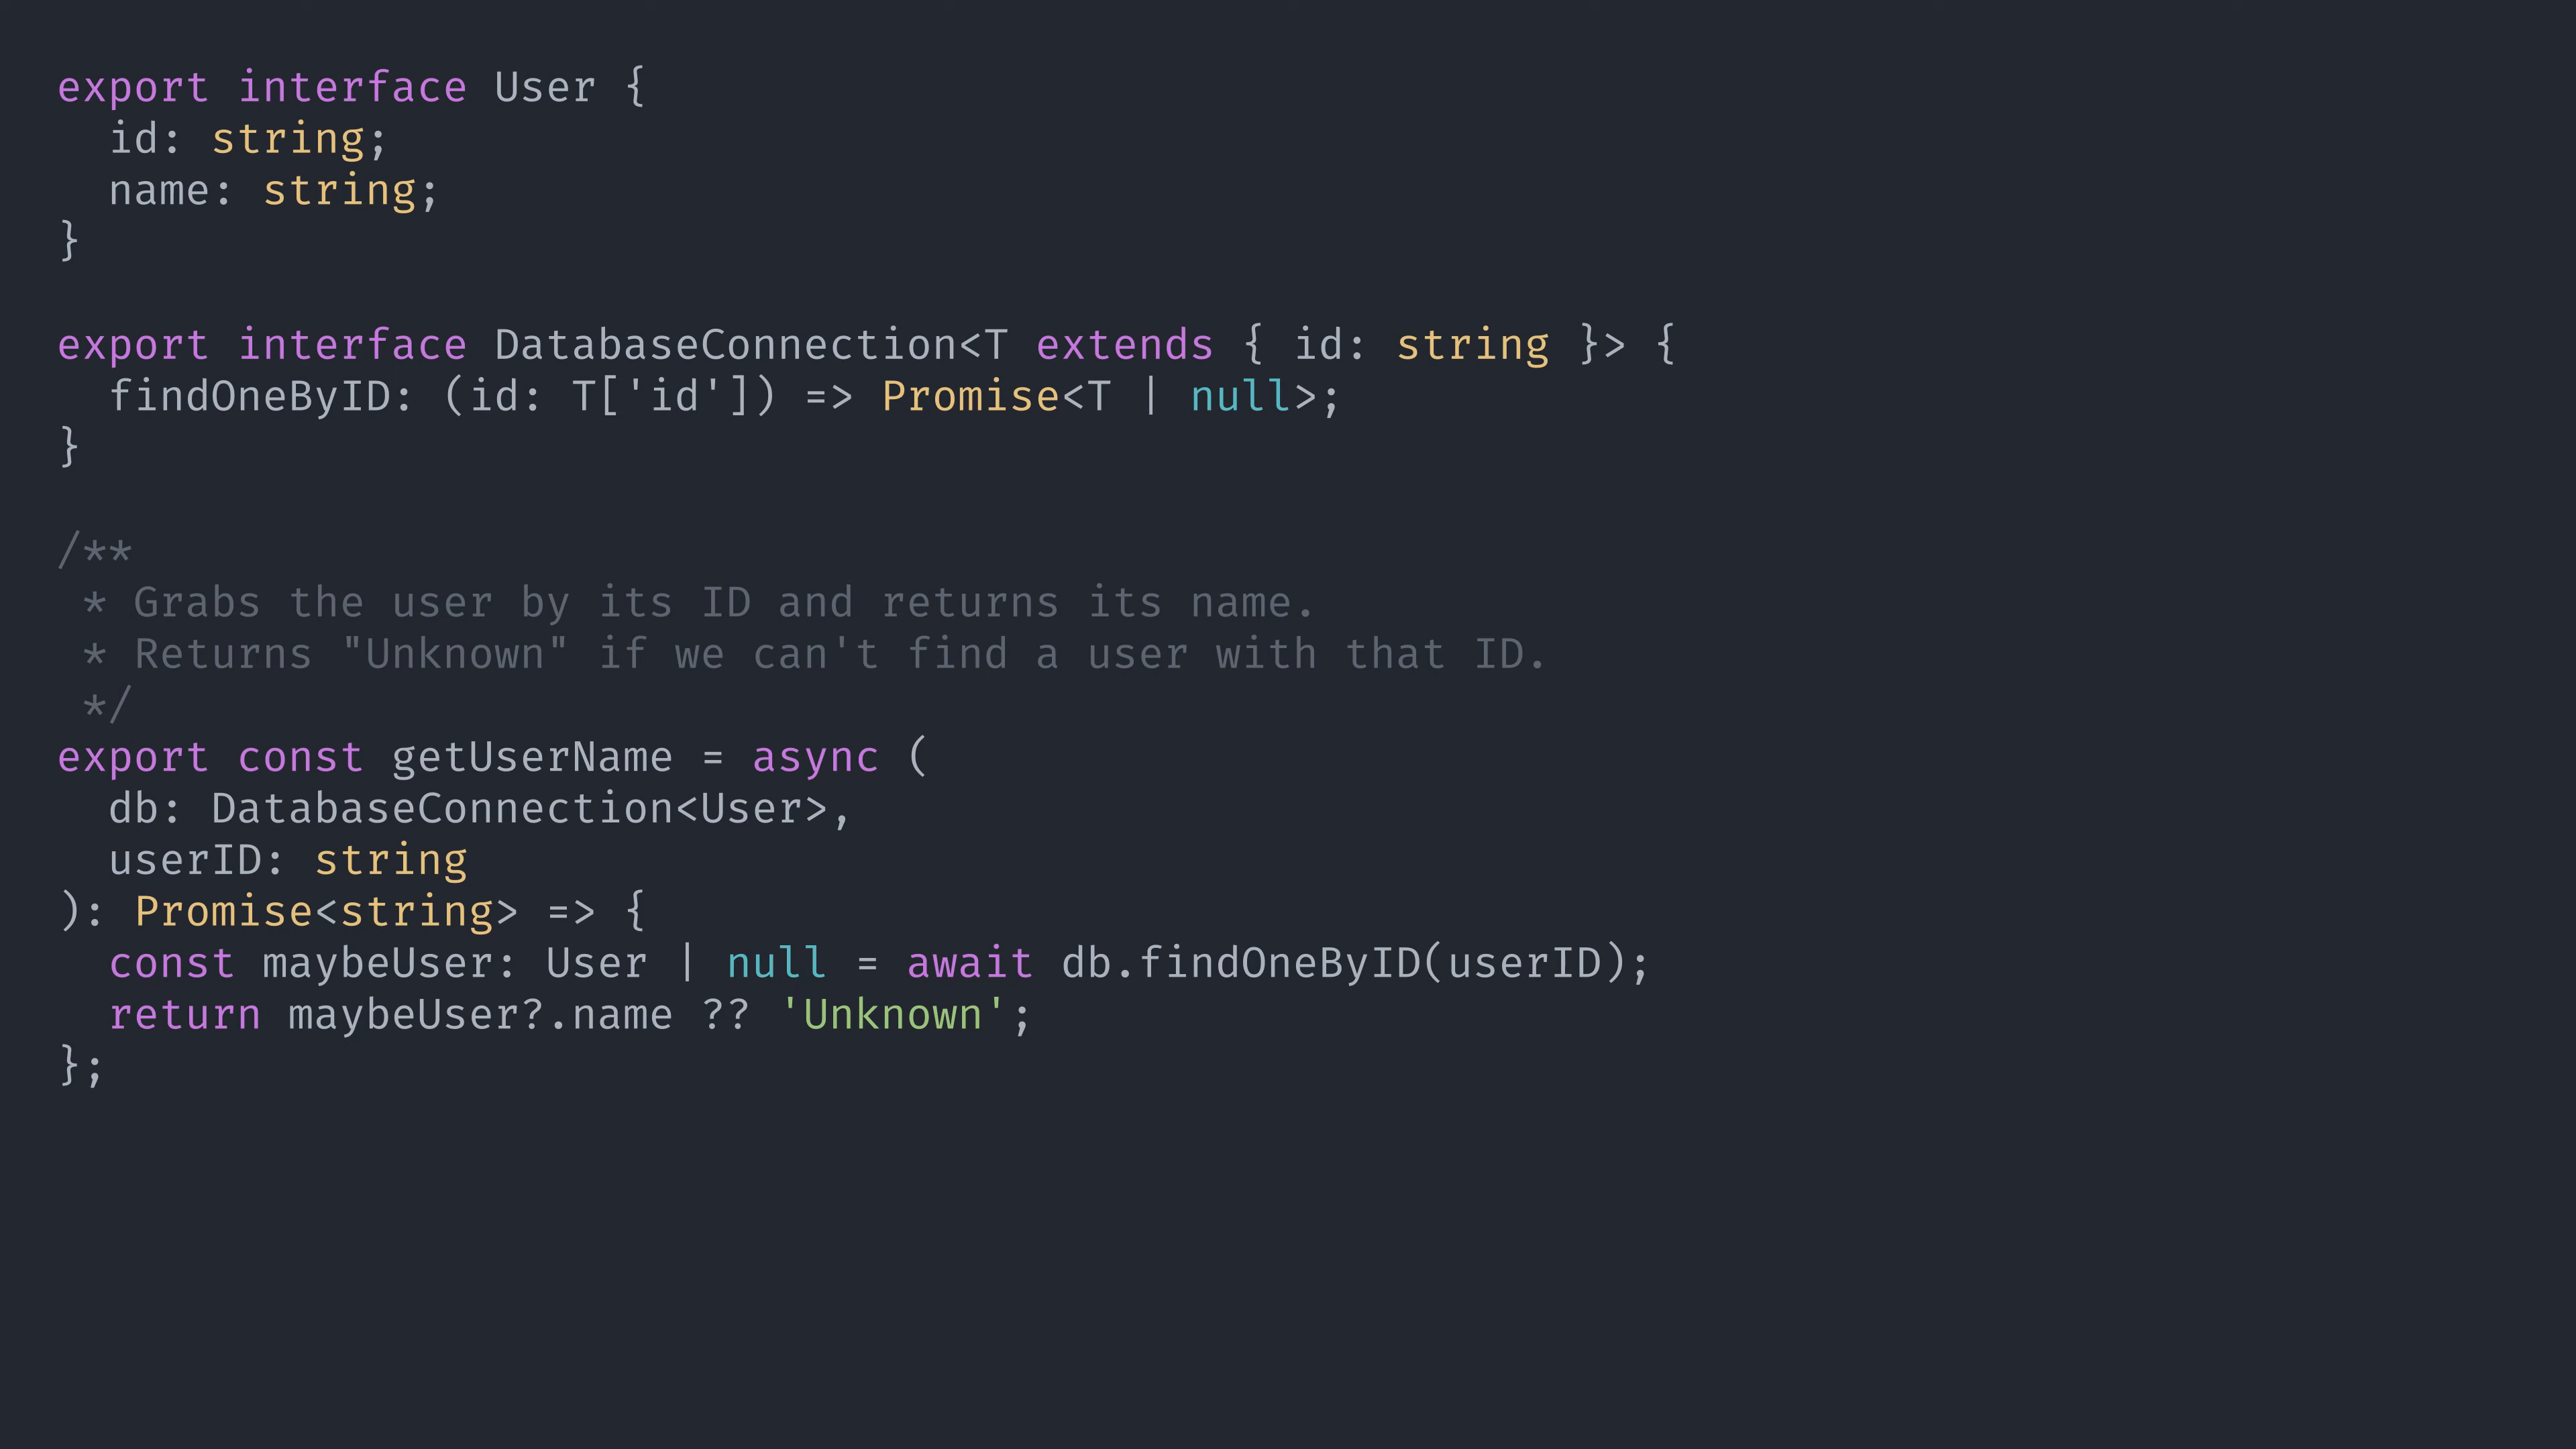 export interface User {
  id: string;
  name: string;
}

export interface DatabaseConnection<T extends { id: string }> {
  findOneByID: (id: T['id']) => Promise<T | null>;
}

/**
 * Grabs the user by its ID and returns its name.
 * Returns "Unknown" if we can't find a user with that ID.
 */
export const getUserName = async (
  db: DatabaseConnection<User>,
  userID: string
): Promise<string> => {
  const maybeUser: User | null = await db.findOneByID(userID);
  return maybeUser?.name ?? 'Unknown';
};